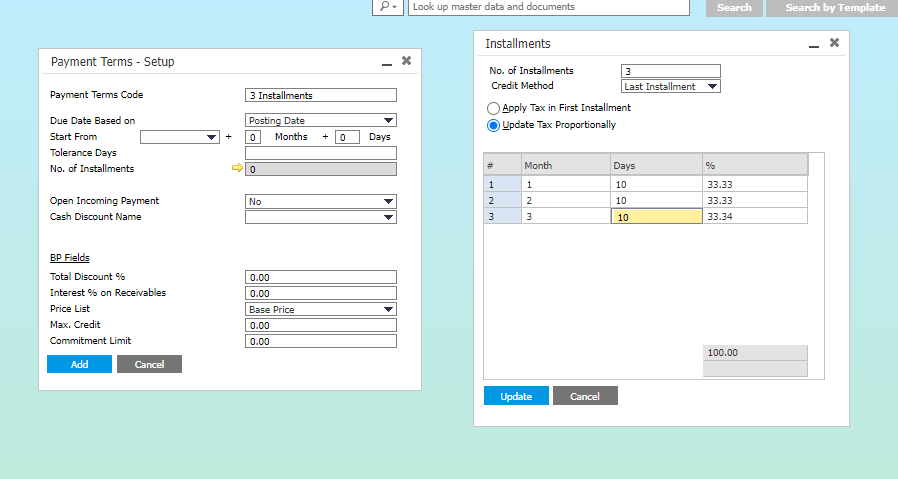 Look up master data and documents
Search
Search by Template
Payment Terms - Setup
Payment Terms Code
3 Installments
Due Date Based on
Posting Date
Start From
+
0
Months
+
0
Days
Tolerance Days
No. of Installments
0
Open Incoming Payment
No
Cash Discount Name
BP Fields
Total Discount %
0.00
Interest % on Receivables
0.00
Price List
Base Price
Max. Credit
0.00
Commitment Limit
0.00
Add
Cancel
Installments
No. of Installments
3
Credit Method
Last Installment
Apply Tax in First Installment
Update Tax Proportionally
# Month Days %
1 1 10 33.33
2 2 10 33.33
3 3 10 33.34
100.00
Update
Cancel